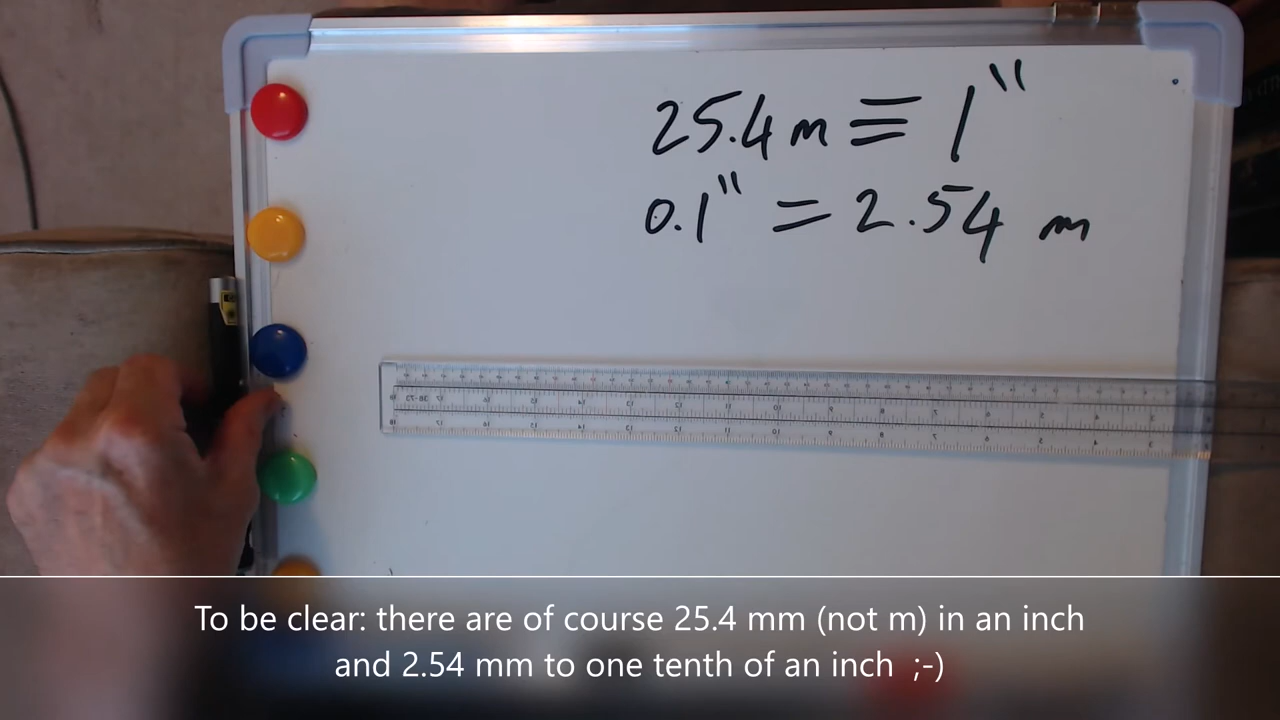 25.4 m ≡ 1"
0.1" = 2.54 m
To be clear: there are of course 25.4 mm (not m) in an inch
and 2.54 mm to one tenth of an inch ;-)